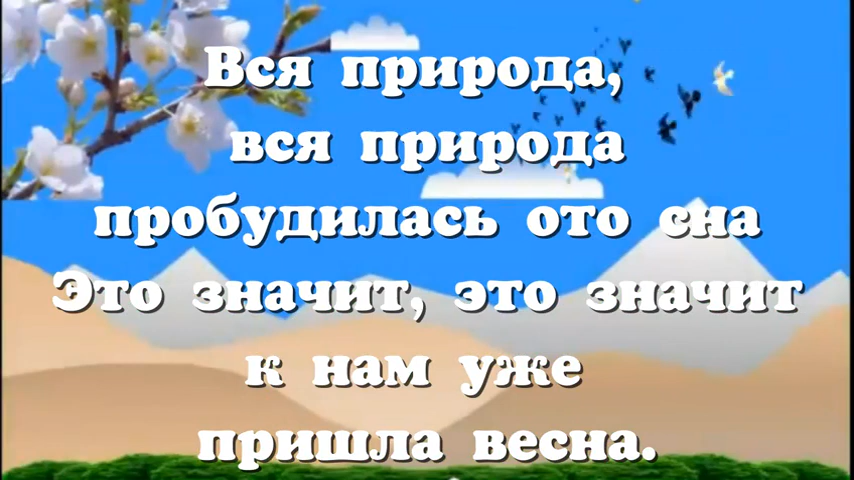 Вся природа,
вся природа
пробудилась ото сна
Это значит, это значит
к нам уже
пришла весна.